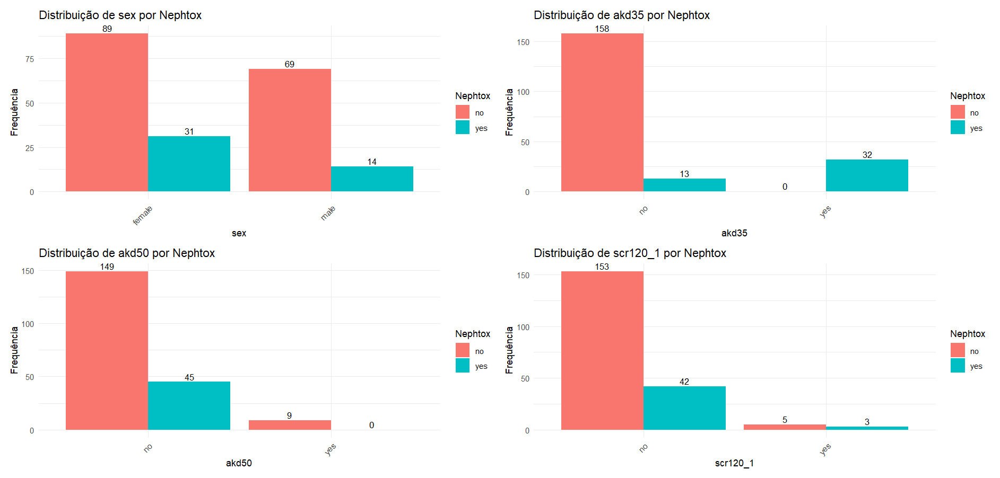 Distribuição de sex por Nephtox
89
69
31
14
75
50
25
0
Frequência
female
male
sex
Nephtox
no
yes
Distribuição de akd35 por Nephtox
158
13
0
32
150
100
50
0
Frequência
no
yes
akd35
Nephtox
no
yes
Distribuição de akd50 por Nephtox
149
45
9
0
150
100
50
0
Frequência
no
yes
akd50
Nephtox
no
yes
Distribuição de scr120_1 por Nephtox
153
42
5
3
150
100
50
0
Frequência
no
yes
scr120_1
Nephtox
no
yes